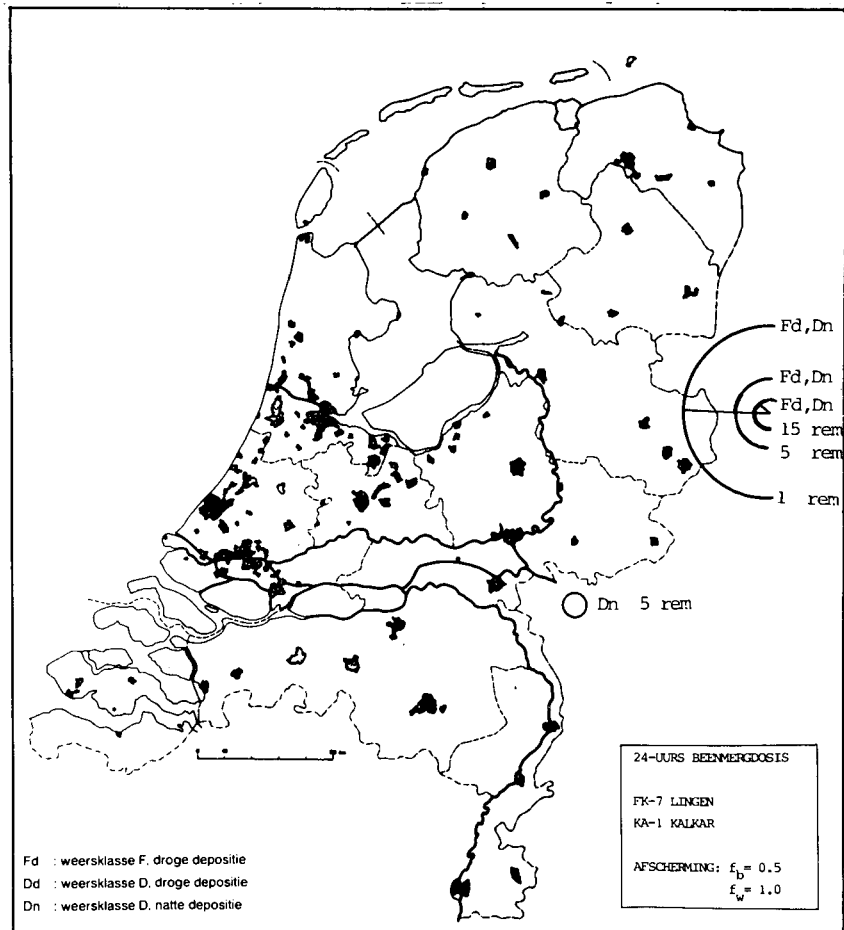 Fd,Dn
Fd,Dn
Fd,Dn
15 rem
5 rem
1 rem
Dn 5 rem
24-UURS BEENMERGDOSIS
FK-7 LINGEN
KA-1 KALKAR
AFSCHERMING: f_b= 0.5
f_w= 1.0
Fd : weersklasse F. droge depositie
Dd : weersklasse D. droge depositie
Dn : weersklasse D. natte depositie